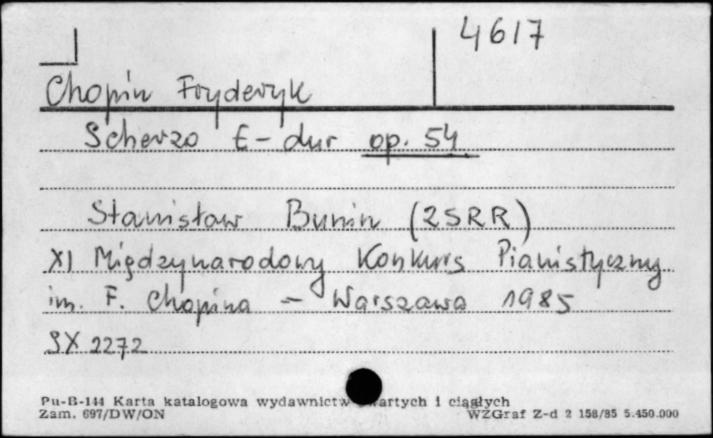 4617
Chopin Fryderyk
Scherzo E-dur op. 54
Stanisław Bunin (ZSRR)
XI Międzynarodowy Konkurs Pianistyczny
im. F. Chopina - Warszawa 1985
SX 2272
Pu-B-144 Karta katalogowa wydawnictw zwartych i ciągłych
Zam. 697/DW/ON WZGraf Z-d 2 158/85 5.450.000